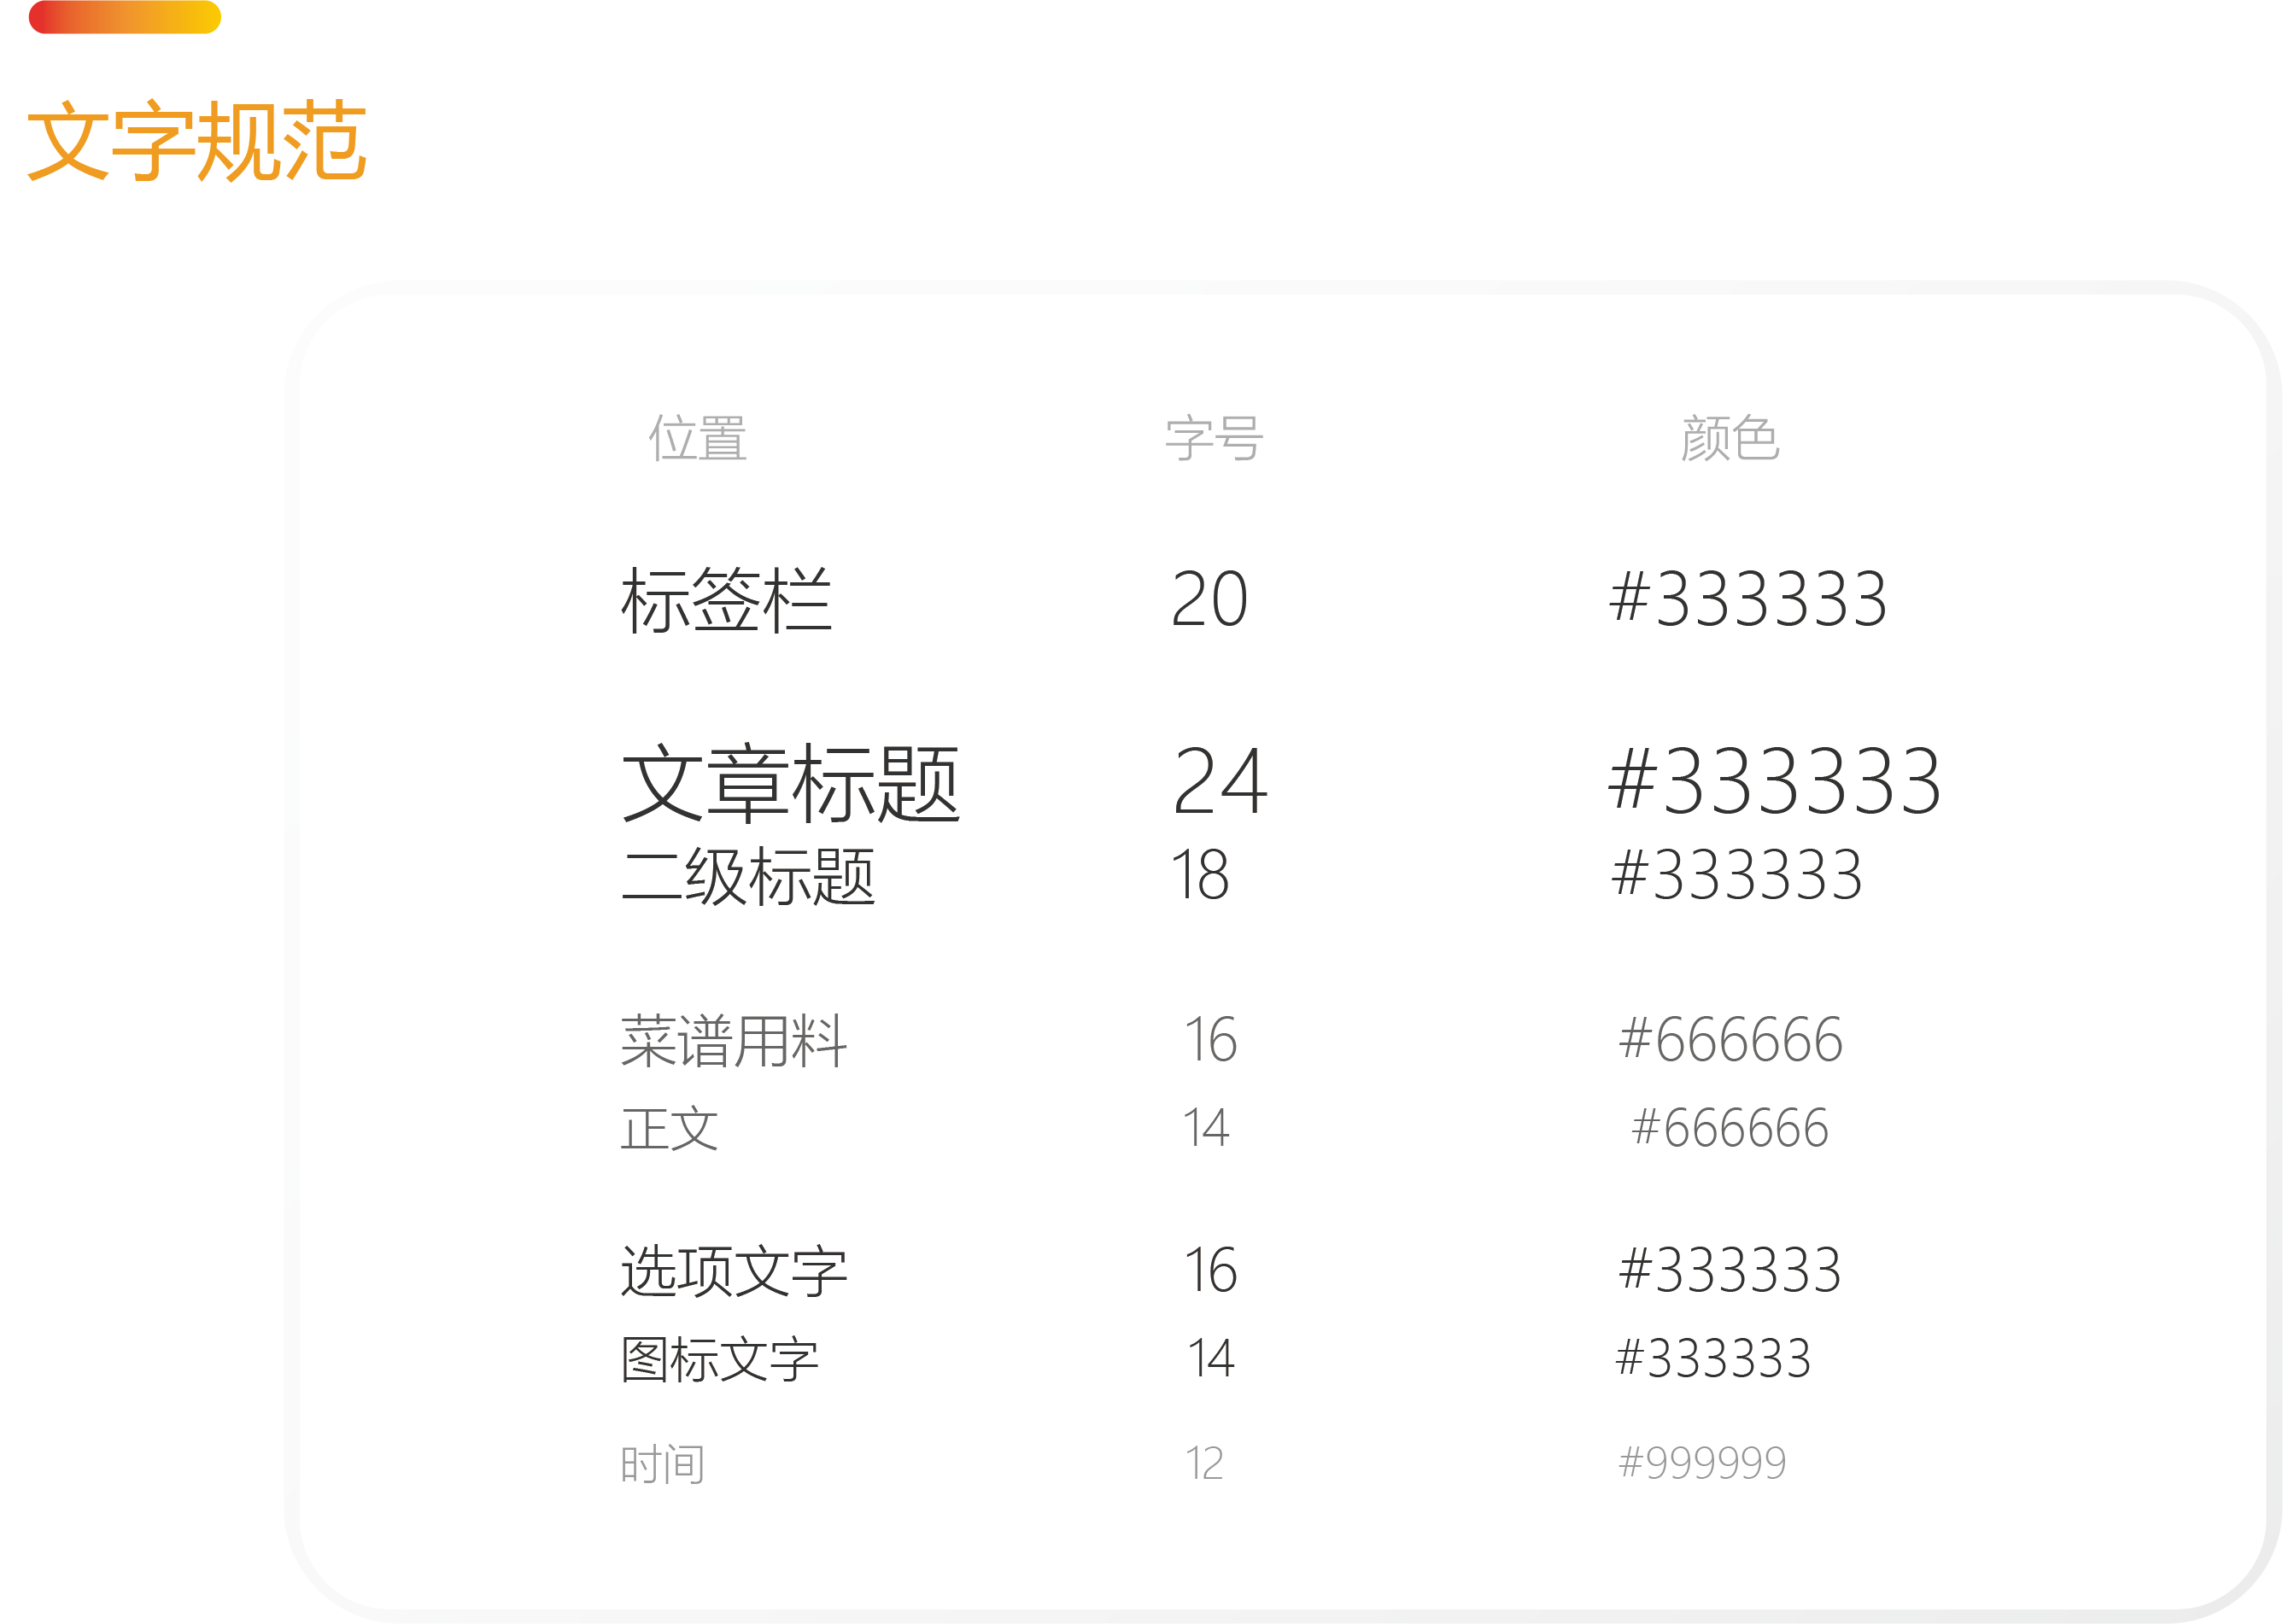 文字规范
位置 字号 颜色
标签栏 20 #333333
文章标题 24 #333333
二级标题 18 #333333
菜谱用料 16 #666666
正文 14 #666666
选项文字 16 #333333
图标文字 14 #333333
时间 12 #999999